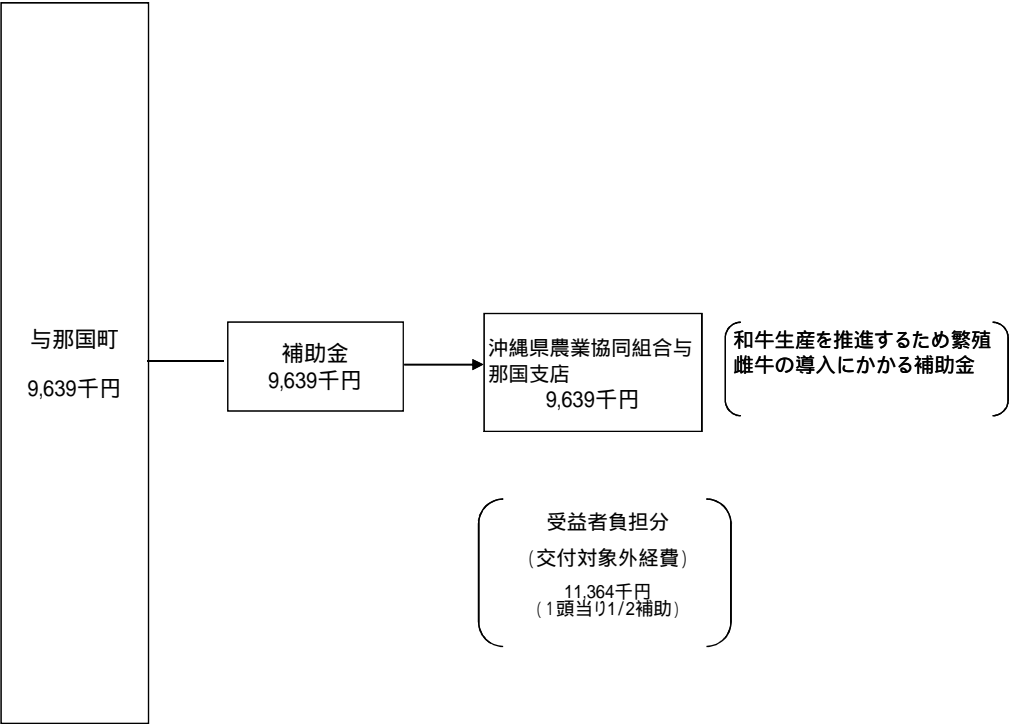 与那国町
9,639千円
補助金
9,639千円
沖縄県農業協同組合与
那国支店
9,639千円
和牛生産を推進するため繁殖
雌牛の導入にかかる補助金
受益者負担分
(交付対象外経費)
11,364千円
(1頭当り1/2補助)